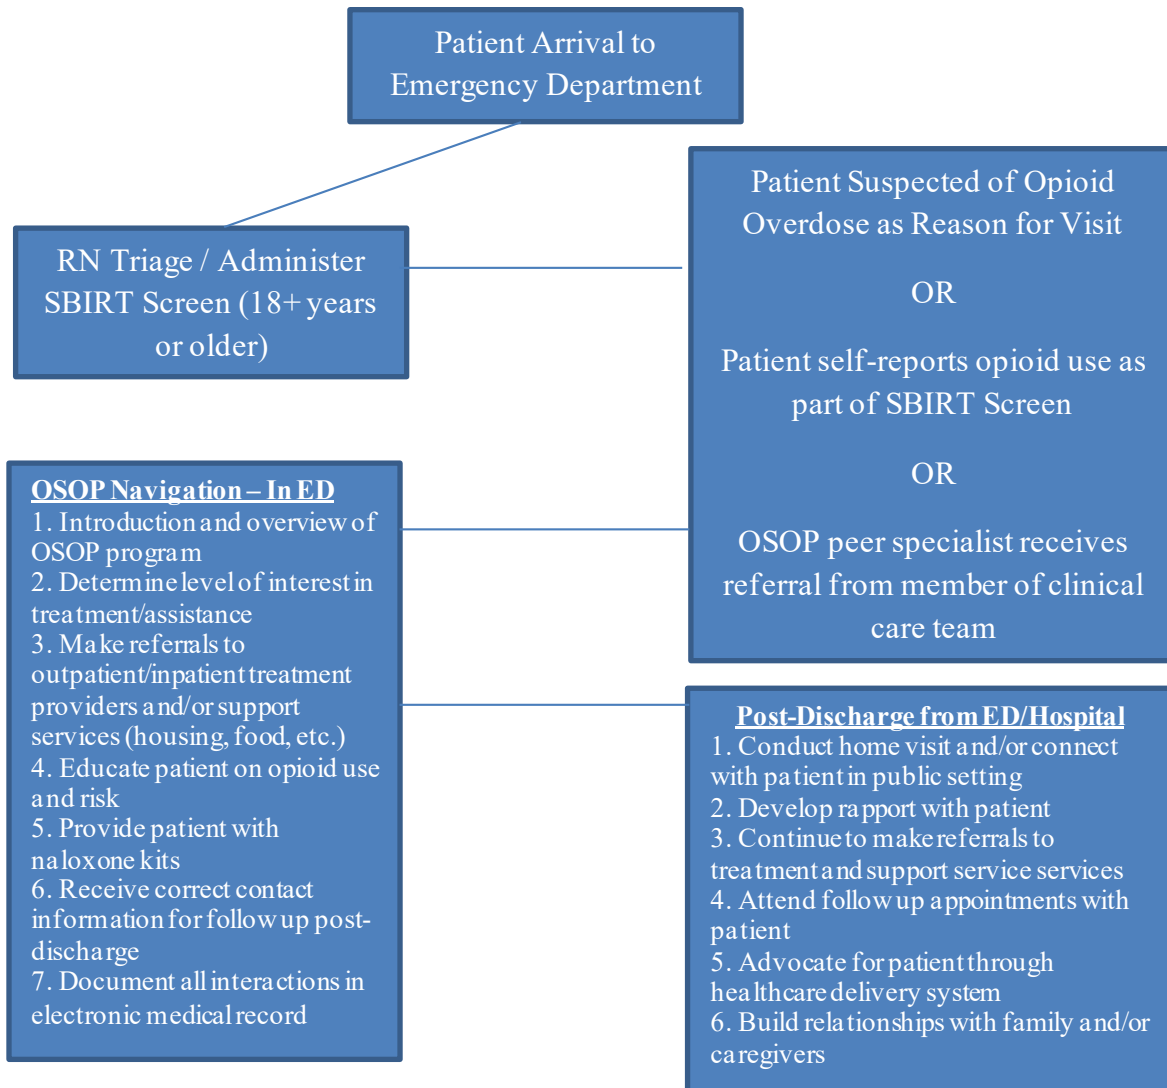 Patient Arrival to
Emergency Department
RN Triage / Administer
SBIRT Screen (18+ years
or older)
Patient Suspected of Opioid
Overdose as Reason for Visit
OR
Patient self-reports opioid use as
part of SBIRT Screen
OR
OSOP peer specialist receives
referral from member of clinical
care team
OSOP Navigation – In ED
1. Introduction and overview of
OSOP program
2. Determine level of interest in
treatment/assistance
3. Make referrals to
outpatient/inpatient treatment
providers and/or support
services (housing, food, etc.)
4. Educate patient on opioid use
and risk
5. Provide patient with
naloxone kits
6. Receive correct contact
information for follow up post-
discharge
7. Document all interactions in
electronic medical record
Post-Discharge from ED/Hospital
1. Conduct home visit and/or connect
with patient in public setting
2. Develop rapport with patient
3. Continue to make referrals to
treatment and support service services
4. Attend follow up appointments with
patient
5. Advocate for patient through
healthcare delivery system
6. Build relationships with family and/or
caregivers